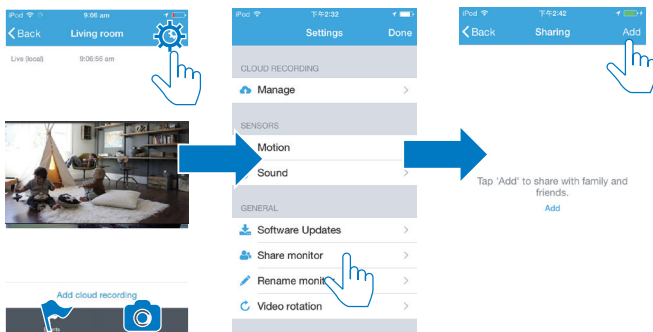 iPod 9:06 am
Back Living room
Live (local) 9:06:56 am
Add cloud recording
iPod 下午2:32
Settings Done
CLOUD RECORDING
Manage
SENSORS
Motion
Sound
GENERAL
Software Updates
Share monitor
Rename
Video rotation
iPod 下午2:42
Back Sharing Add
Tap 'Add' to share with family and
friends.
Add